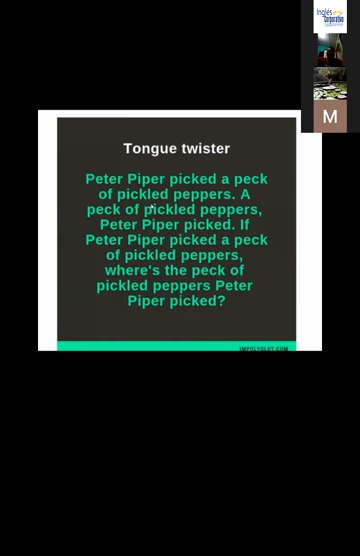 Inglés
Corporativo
M
Tongue twister
Peter Piper picked a peck
of pickled peppers. A
peck of pickled peppers,
Peter Piper picked. If
Peter Piper picked a peck
of pickled peppers,
where's the peck of
pickled peppers Peter
Piper picked?
IMPOLYGLOT.COM